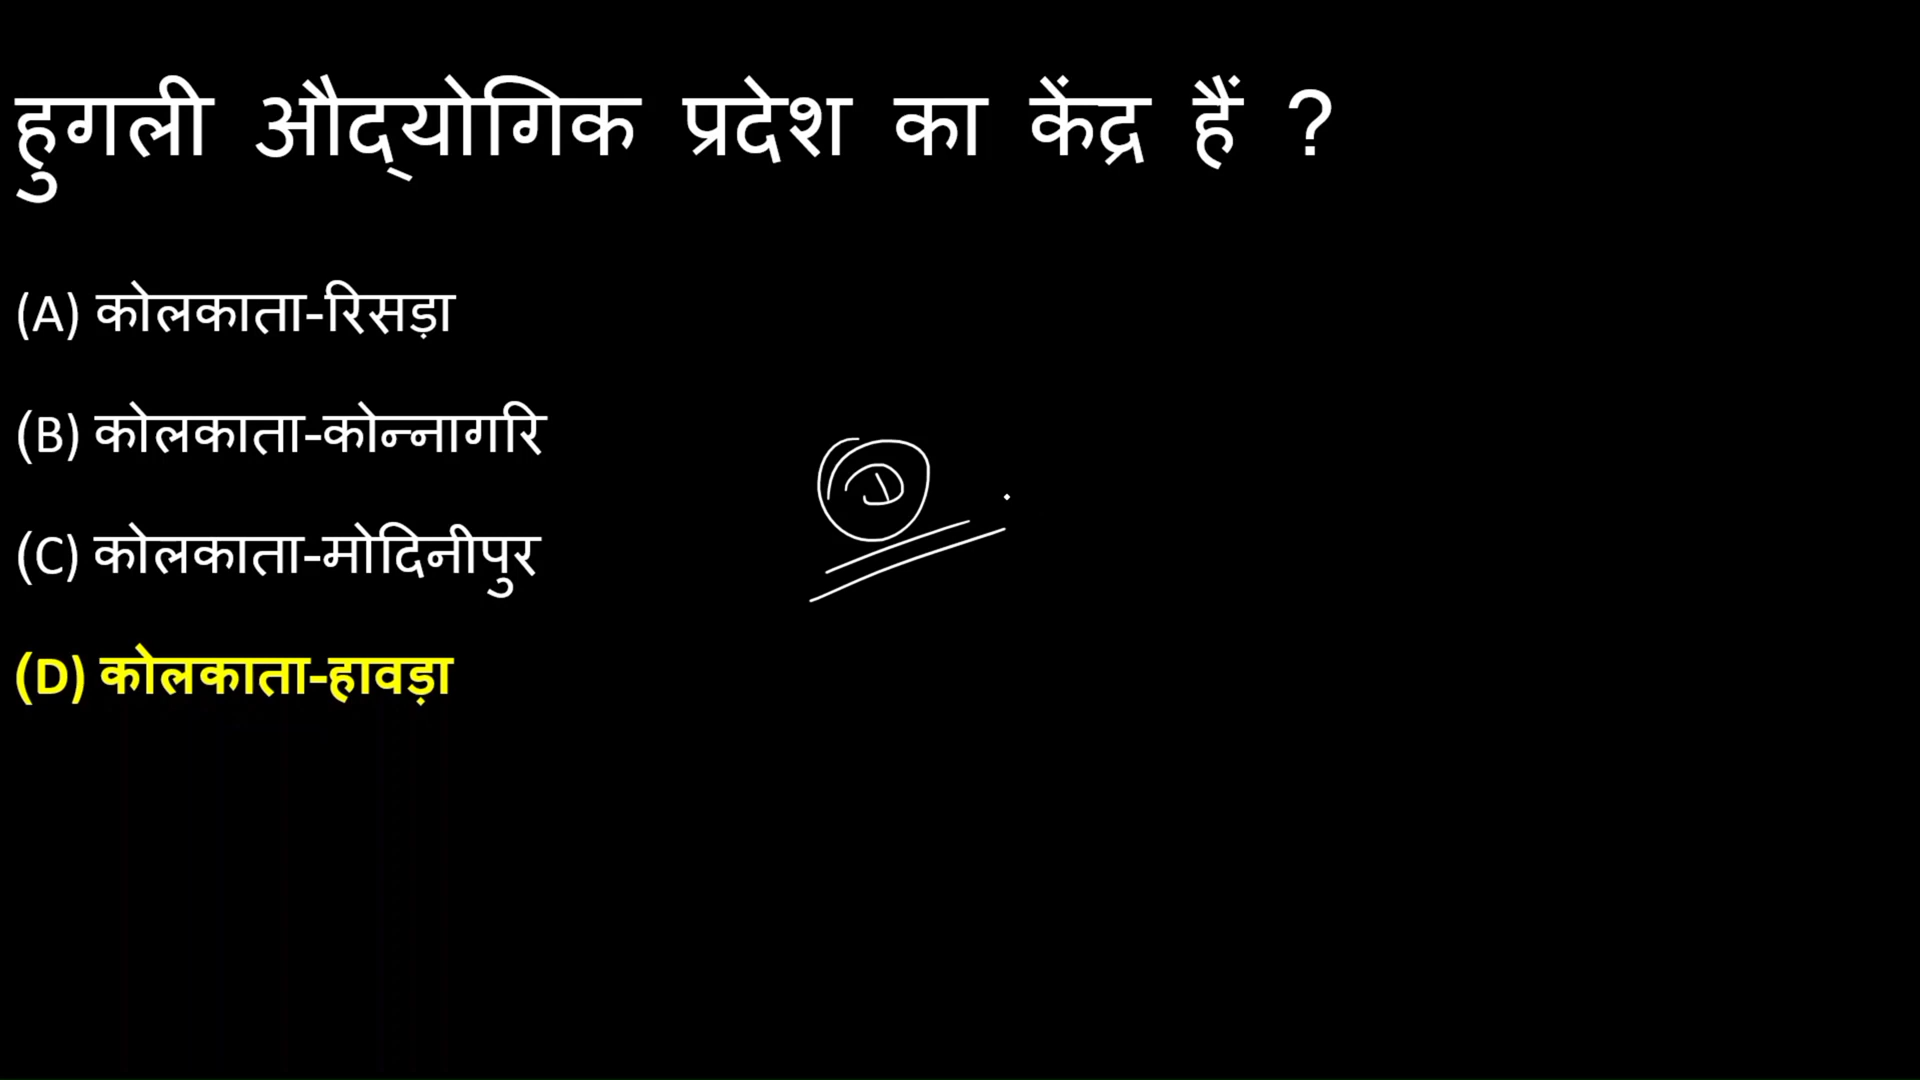 हुगली औद्योगिक प्रदेश का केंद्र हैं ?
(A) कोलकाता-रिसड़ा
(B) कोलकाता-कोन्नागरि
(C) कोलकाता-मोदिनीपुर
D
(D) कोलकाता-हावड़ा